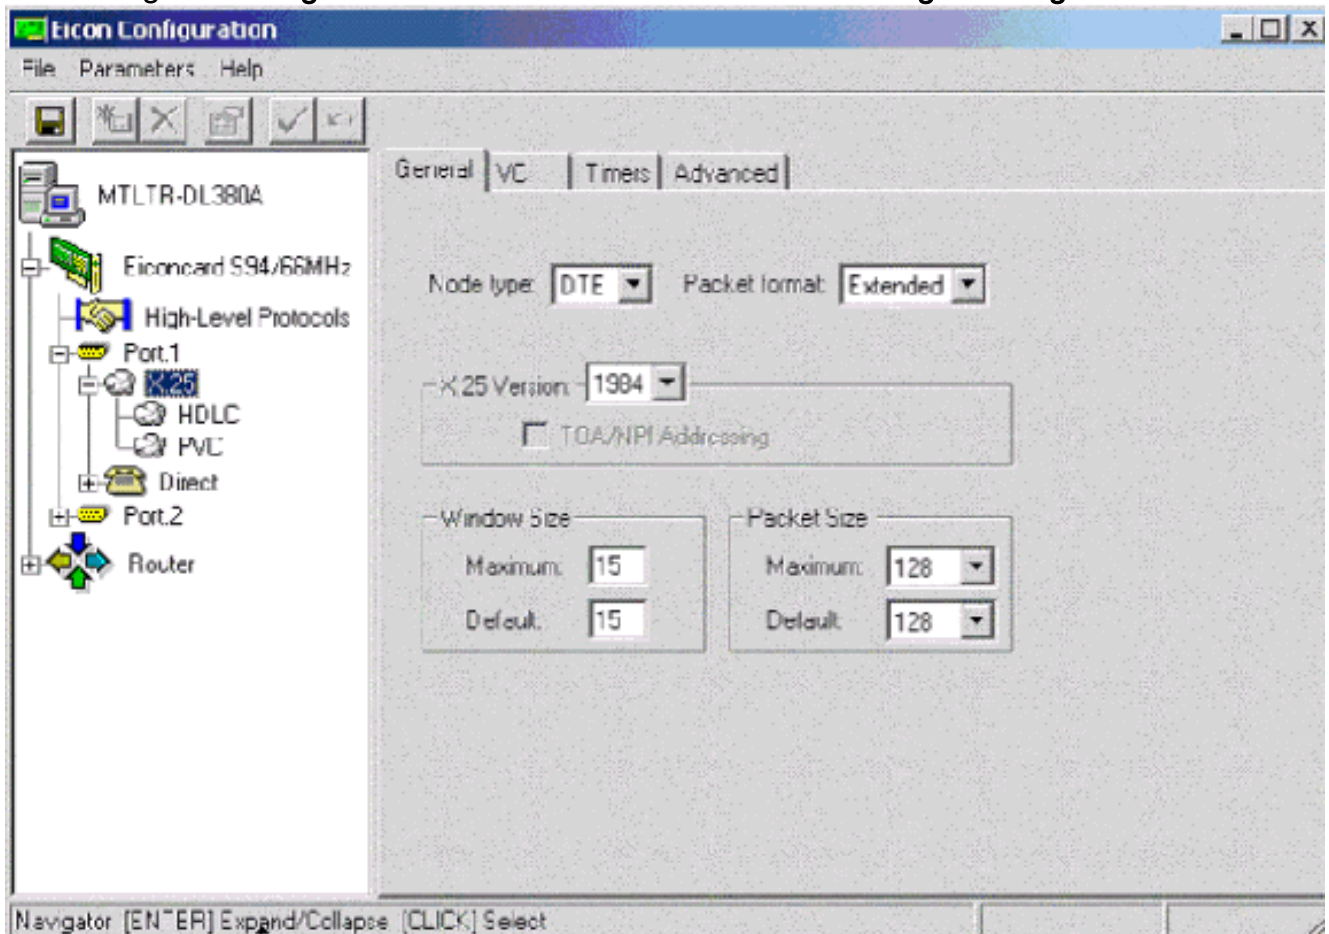 Eicon Configuration
File Parameters Help
MTLTR-DL380A
Eiconcard S94/66MHz
High-Level Protocols
Port.1
X.25
HDLC
PVC
Direct
Port.2
Router
General VC Timers Advanced
Node type: DTE Packet format: Extended
X.25 Version: 1984
TOA/NPI Addressing
Window Size
Maximum: 15
Default: 15
Packet Size
Maximum: 128
Default: 128
Navigator [ENTER] Expand/Collapse [CLICK] Select